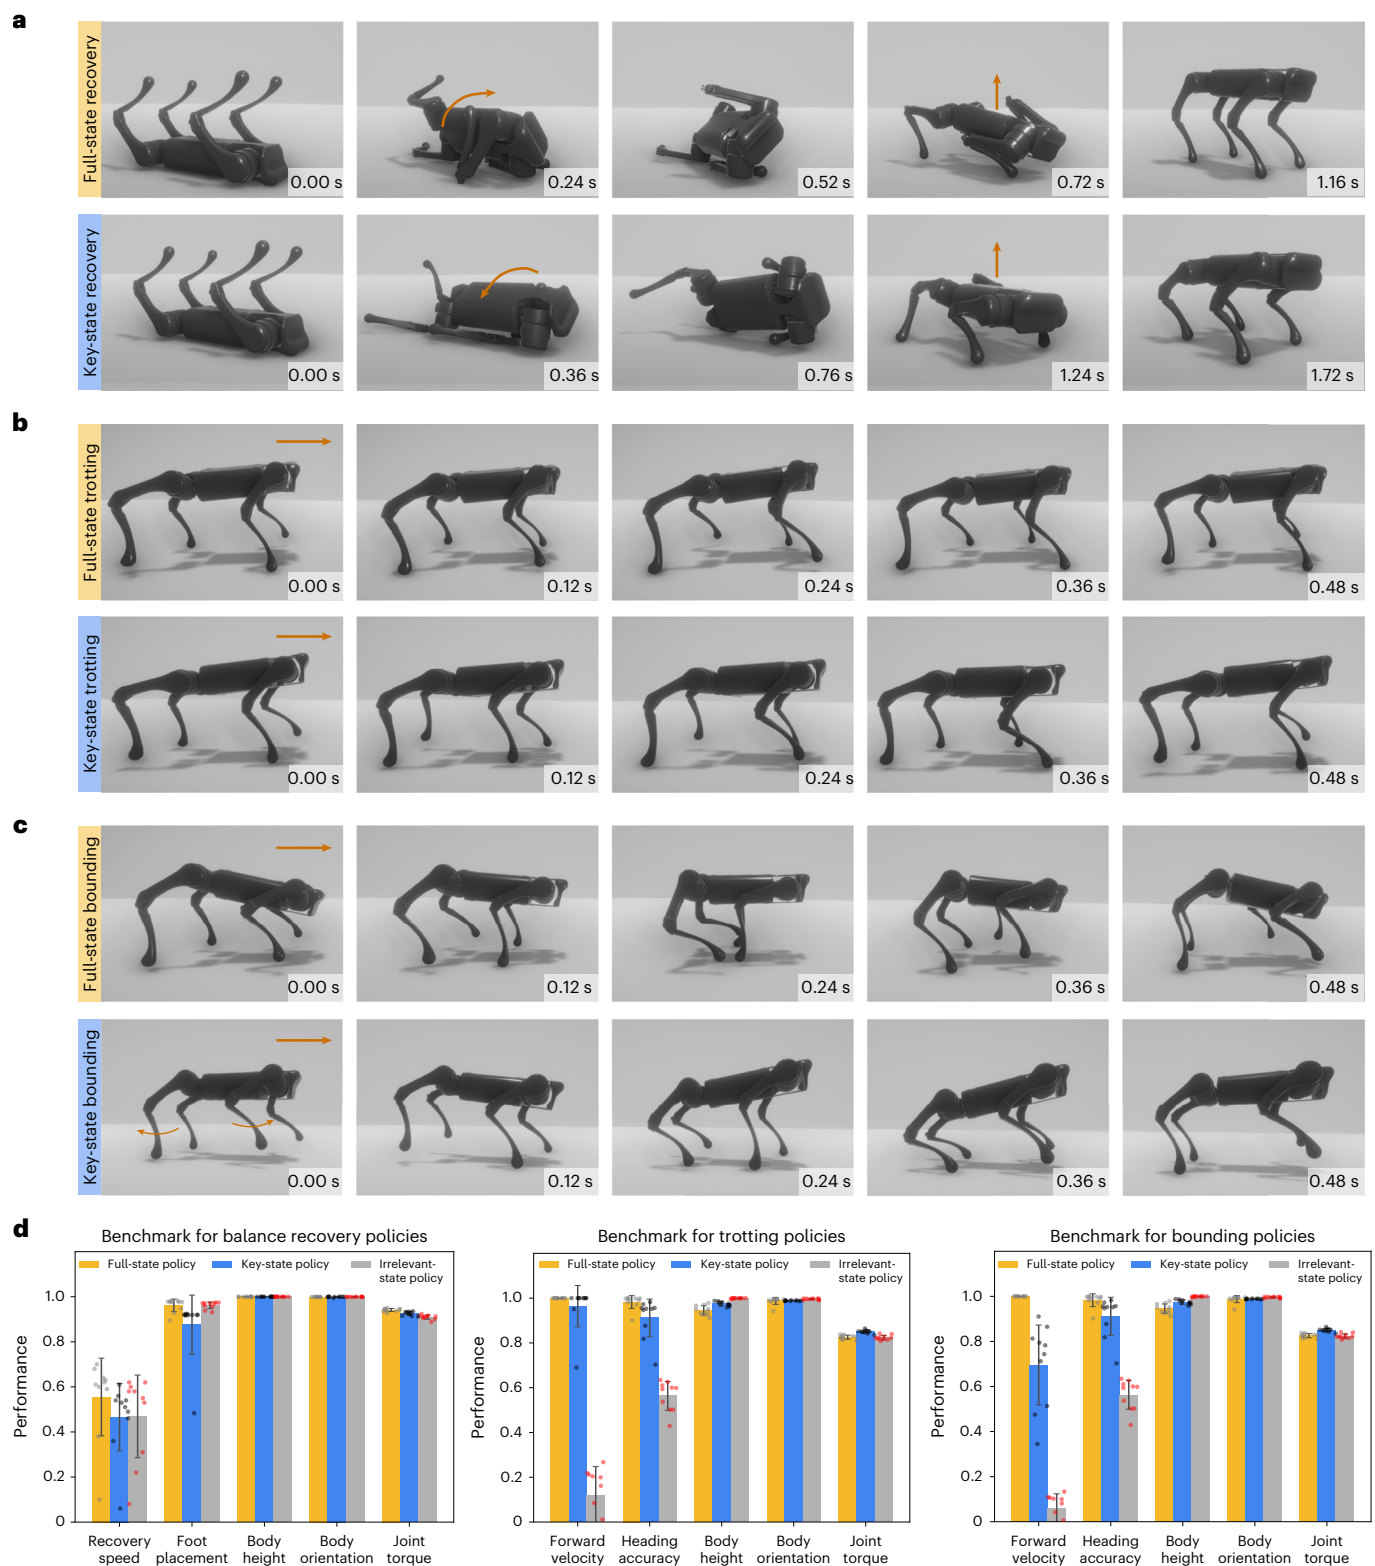 a
Full-state recovery
0.00 s
0.24 s
0.52 s
0.72 s
1.16 s
Key-state recovery
0.00 s
0.36 s
0.76 s
1.24 s
1.72 s
b
Full-state trotting
0.00 s
0.12 s
0.24 s
0.36 s
0.48 s
Key-state trotting
0.00 s
0.12 s
0.24 s
0.36 s
0.48 s
c
Full-state bounding
0.00 s
0.12 s
0.24 s
0.36 s
0.48 s
Key-state bounding
0.00 s
0.12 s
0.24 s
0.36 s
0.48 s
d
Benchmark for balance recovery policies
Full-state policy
Key-state policy
Irrelevant-
state policy
Performance
1.0
0.8
0.6
0.4
0.2
0
Recovery
speed
Foot
placement
Body
height
Body
orientation
Joint
torque
Benchmark for trotting policies
Full-state policy
Key-state policy
Irrelevant-
state policy
Performance
1.0
0.8
0.6
0.4
0.2
0
Forward
velocity
Heading
accuracy
Body
height
Body
orientation
Joint
torque
Benchmark for bounding policies
Full-state policy
Key-state policy
Irrelevant-
state policy
Performance
1.0
0.8
0.6
0.4
0.2
0
Forward
velocity
Heading
accuracy
Body
height
Body
orientation
Joint
torque